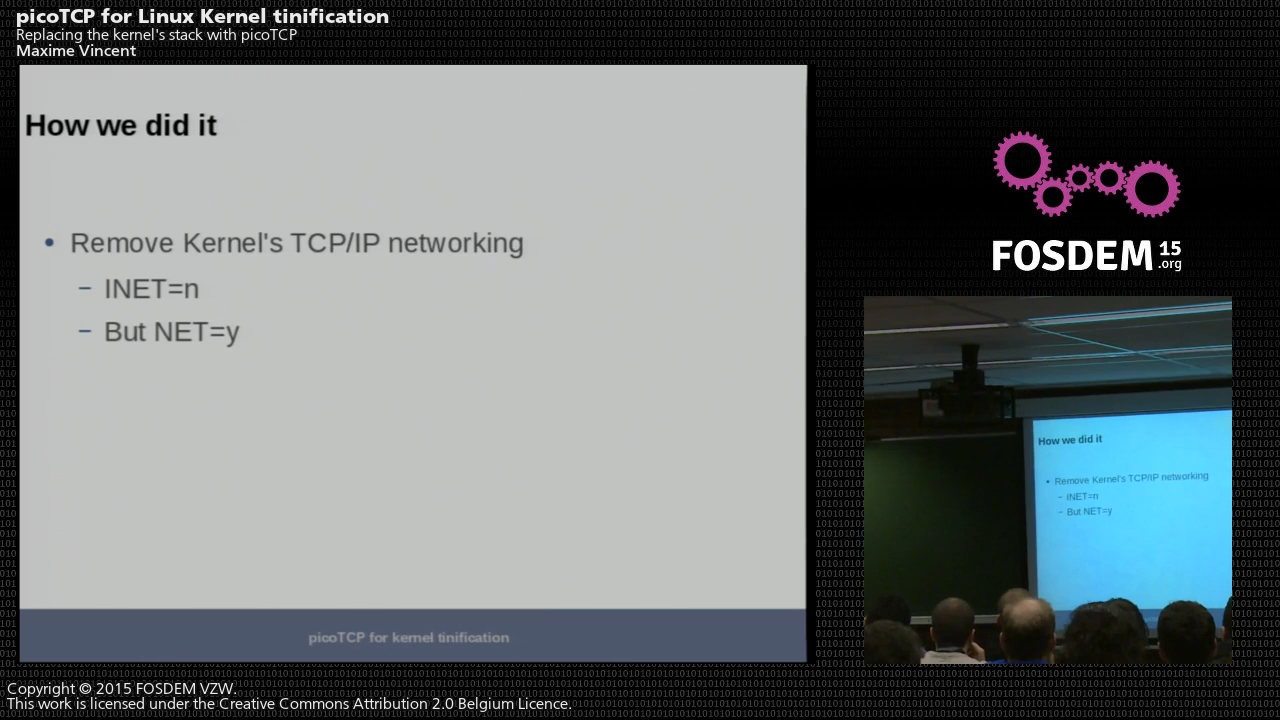 picoTCP for Linux Kernel tinification
Replacing the kernel's stack with picoTCP
Maxime Vincent
How we did it
• Remove Kernel's TCP/IP networking
– INET=n
– But NET=y
picoTCP for kernel tinification
FOSDEM 15
.org
How we did it
• Remove Kernel's TCP/IP networking
– INET=n
– But NET=y
Copyright © 2015 FOSDEM VZW.
This work is licensed under the Creative Commons Attribution 2.0 Belgium Licence.